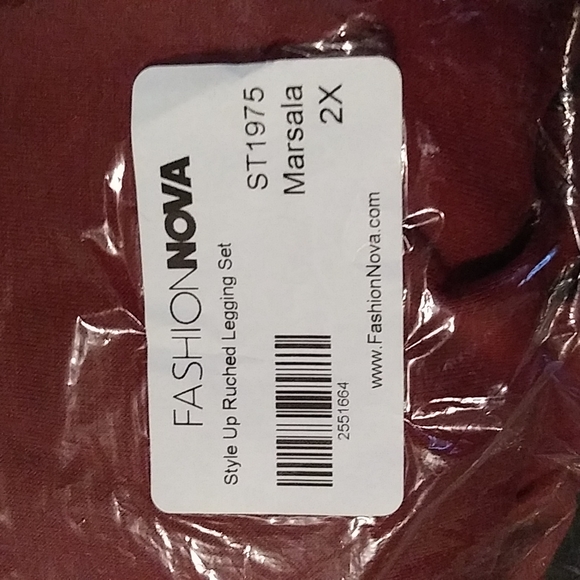 FASHIONNOVA
Style Up Ruched Legging Set
ST1975
Marsala
2X
2551664
www.FashionNova.com